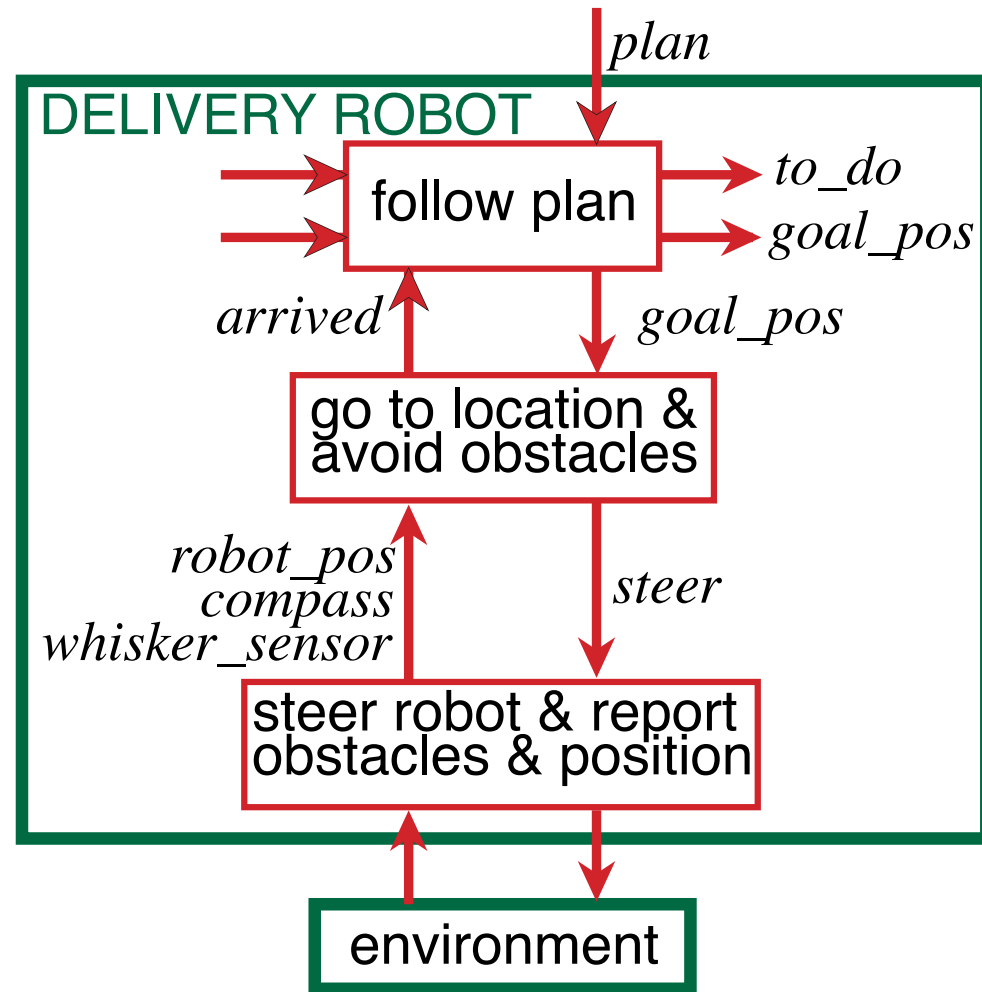 plan
DELIVERY ROBOT
follow plan
to_do
goal_pos
arrived
goal_pos
go to location &
avoid obstacles
robot_pos
compass
whisker_sensor
steer
steer robot & report
obstacles & position
environment